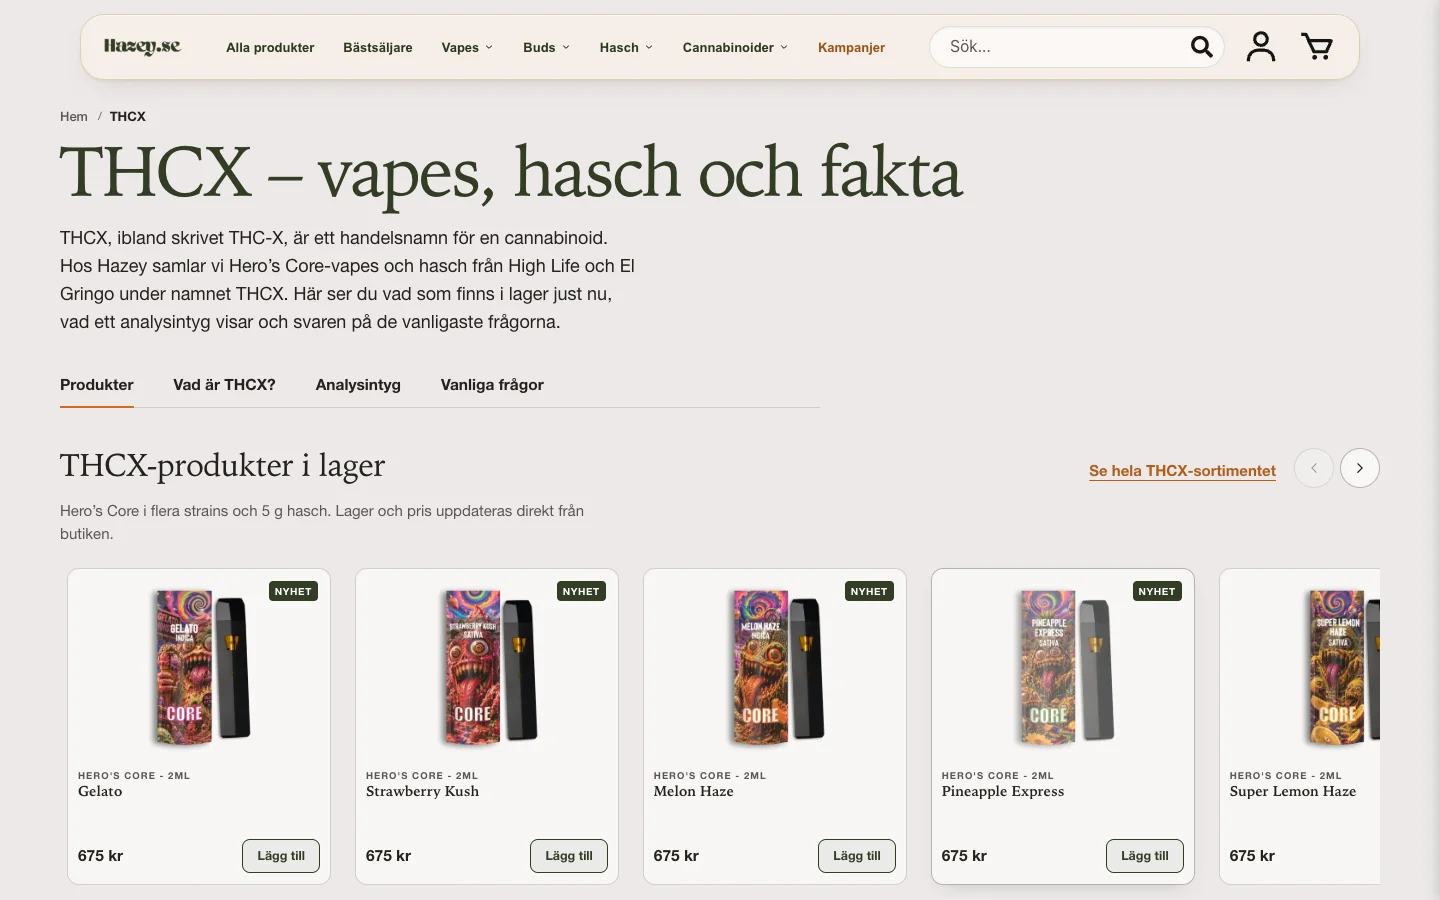 Hazey.se
Alla produkter
Bästsäljare
Vapes
Buds
Hasch
Cannabinoider
Kampanjer
Sök...
Hem / THCX
THCX – vapes, hasch och fakta
THCX, ibland skrivet THC-X, är ett handelsnamn för en cannabinoid.
Hos Hazey samlar vi Hero’s Core-vapes och hasch från High Life och El
Gringo under namnet THCX. Här ser du vad som finns i lager just nu,
vad ett analysintyg visar och svaren på de vanligaste frågorna.
Produkter
Vad är THCX?
Analysintyg
Vanliga frågor
THCX-produkter i lager
Se hela THCX-sortimentet
Hero’s Core i flera strains och 5 g hasch. Lager och pris uppdateras direkt från
butiken.
NYHET
GELATO
INDICA
CORE
HERO'S CORE - 2ML
Gelato
675 kr
Lägg till
NYHET
STRAWBERRY KUSH
SATIVA
CORE
HERO'S CORE - 2ML
Strawberry Kush
675 kr
Lägg till
NYHET
MELON HAZE
INDICA
CORE
HERO'S CORE - 2ML
Melon Haze
675 kr
Lägg till
NYHET
PINEAPPLE
EXPRESS
SATIVA
CORE
HERO'S CORE - 2ML
Pineapple Express
675 kr
Lägg till
SUPER LEMON
HAZE
SATIVA
CORE
HERO'S CORE - 2ML
Super Lemon Haze
675 kr